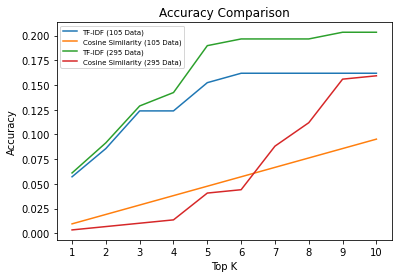 Accuracy Comparison
TF-IDF (105 Data)
Cosine Similarity (105 Data)
TF-IDF (295 Data)
Cosine Similarity (295 Data)
0.200
0.175
0.150
0.125
0.100
0.075
0.050
0.025
0.000
Accuracy
1 2 3 4 5 6 7 8 9 10
Top K